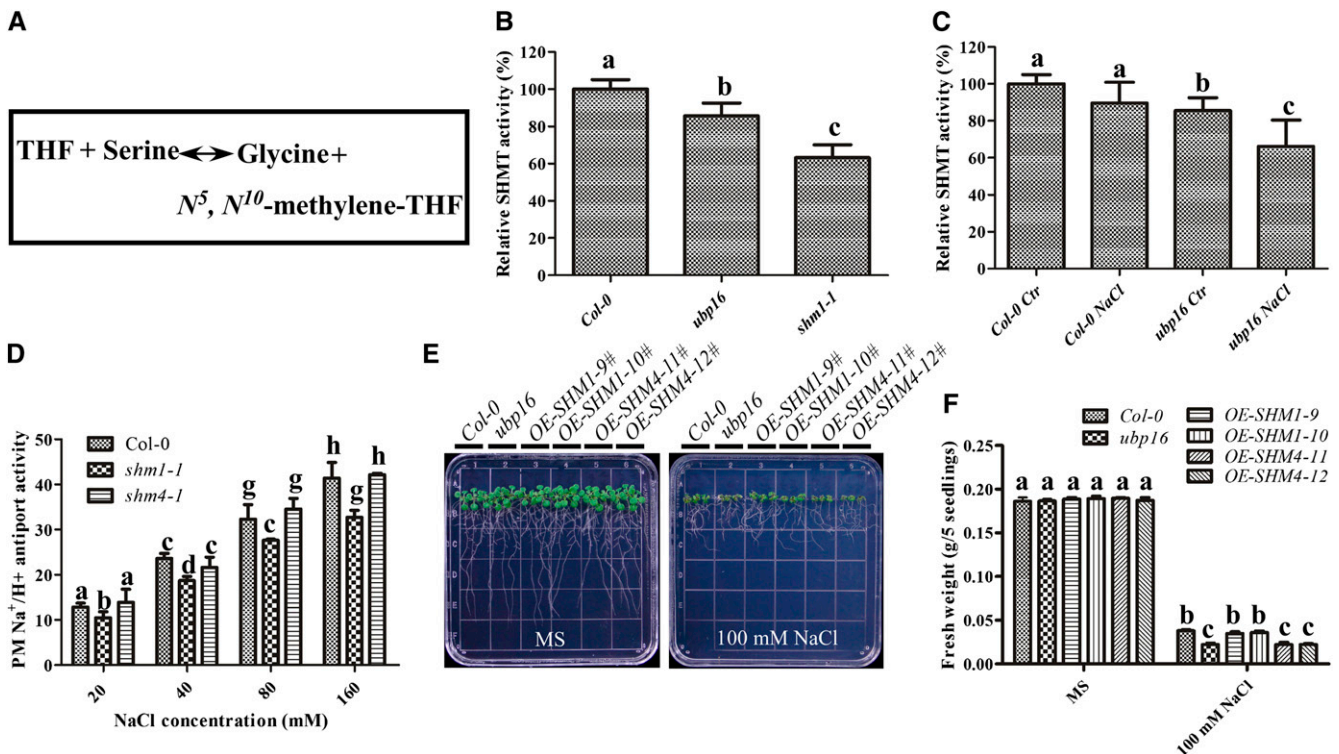 A
THF + Serine↔Glycine+
N5, N10-methylene-THF
B
Relative SHMT activity (%)
120
100
80
60
40
20
0
a
b
c
Col-0
ubp16
shm1-1
C
Relative SHMT activity (%)
120
100
80
60
40
20
0
a
a
b
c
Col-0 Ctr
Col-0 NaCl
ubp16 Ctr
ubp16 NaCl
D
PM Na+/H+ antiport activity
50
40
30
20
10
0
Col-0
shm1-1
shm4-1
a b a
c d c
g c g
h g h
20
40
80
160
NaCl concentration (mM)
E
Col-0
ubp16
OE-SHM1-9#
OE-SHM1-10#
OE-SHM4-11#
OE-SHM4-12#
MS
Col-0
ubp16
OE-SHM1-9#
OE-SHM1-10#
OE-SHM4-11#
OE-SHM4-12#
100 mM NaCl
F
Col-0
ubp16
OE-SHM1-9
OE-SHM1-10
OE-SHM4-11
OE-SHM4-12
Fresh weight (g/5 seedlings)
0.25
0.20
0.15
0.10
0.05
0.00
a a a a a a
b c b b c c
MS
100 mM NaCl